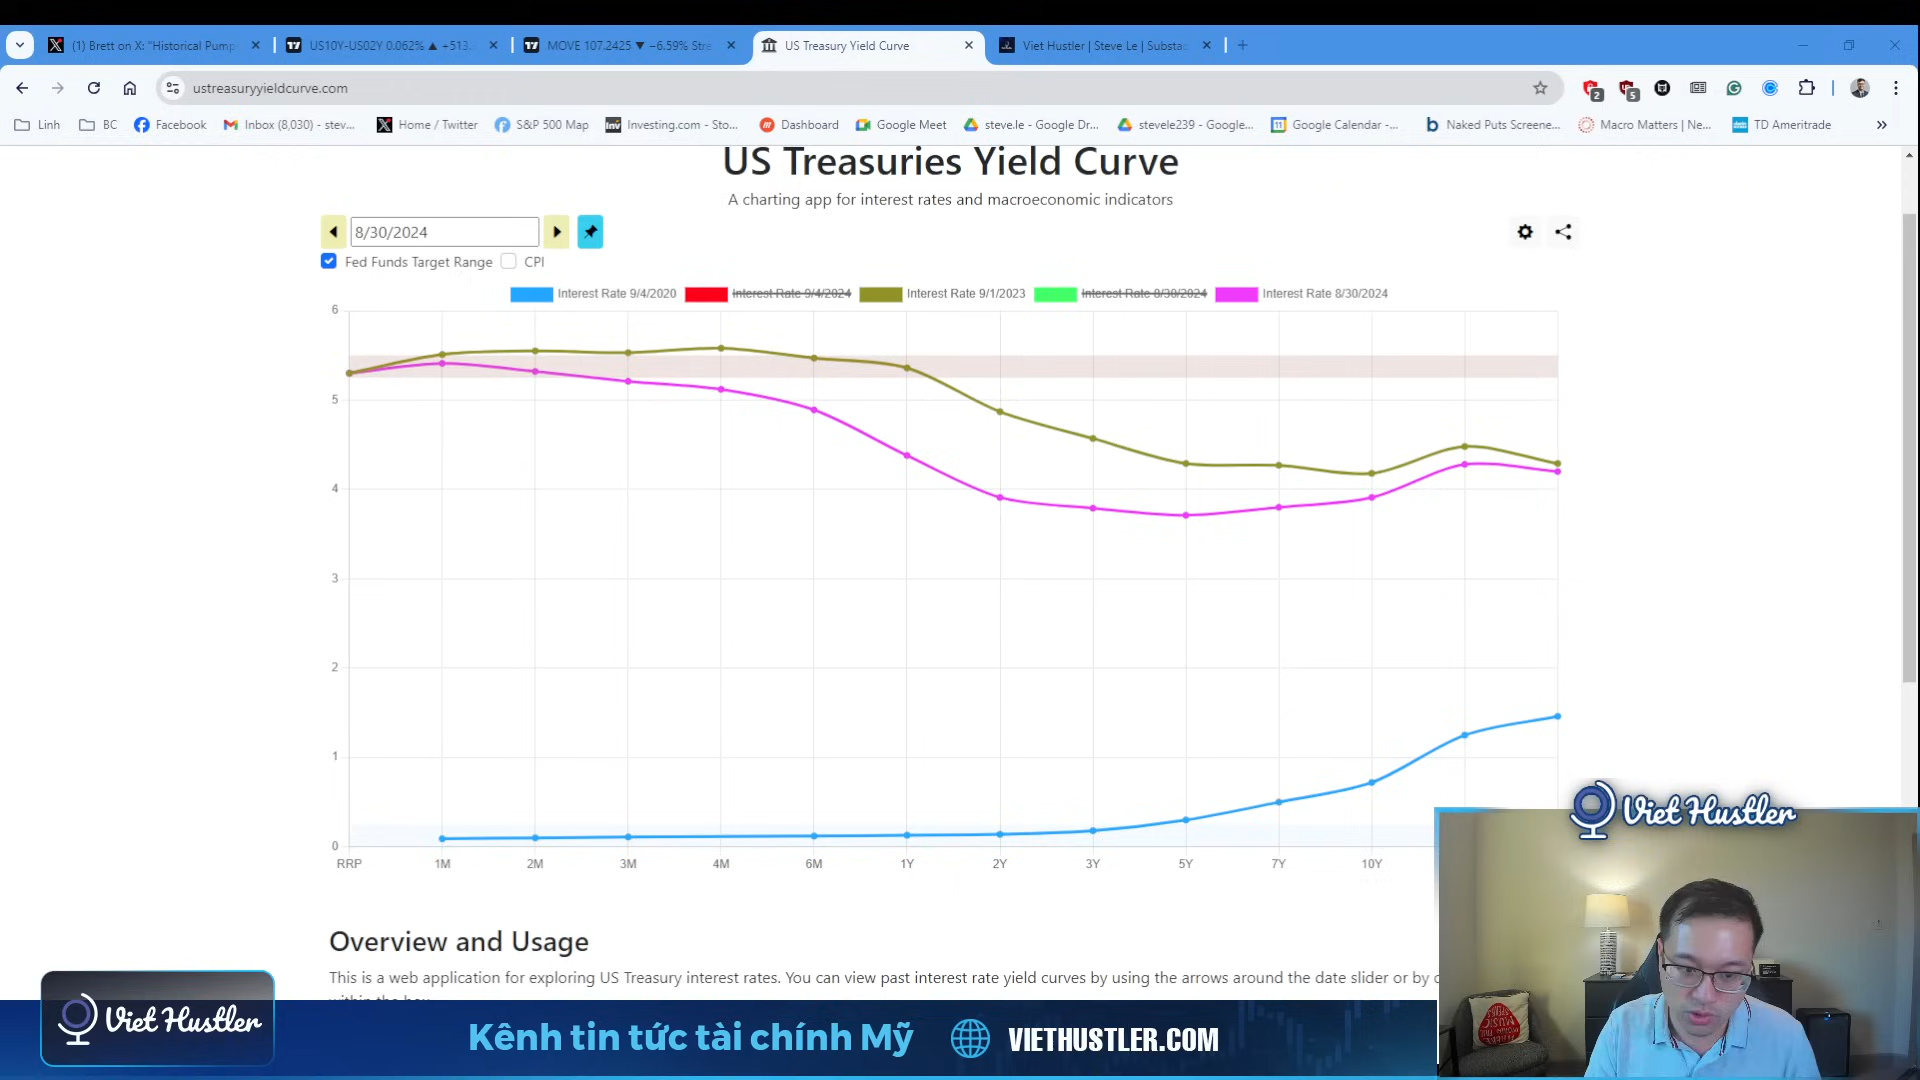 (1) Brett on X: "Historical Pump
US10Y-US02Y 0.062% ▲ +513.
MOVE 107.2425 ▼ −6.59% Stre
US Treasury Yield Curve
Viet Hustler | Steve Le | Substac
ustreasuryyieldcurve.com
2
5
Linh
BC
Facebook
Inbox (8,030) - stev...
Home / Twitter
S&P 500 Map
Investing.com - Sto...
Dashboard
Google Meet
steve.le - Google Dr...
stevele239 - Google...
Google Calendar -...
Naked Puts Screene...
Macro Matters | Ne...
TD Ameritrade
US Treasuries Yield Curve
A charting app for interest rates and macroeconomic indicators
8/30/2024
Fed Funds Target Range
CPI
Interest Rate 9/4/2020
Interest Rate 9/4/2024
Interest Rate 9/1/2023
Interest Rate 8/30/2024
Interest Rate 8/30/2024
6
5
4
3
2
1
0
RRP 1M 2M 3M 4M 6M 1Y 2Y 3Y 5Y 7Y 10Y
Overview and Usage
This is a web application for exploring US Treasury interest rates. You can view past interest rate yield curves by using the arrows around the date slider or by
Viet Hustler
Viet Hustler
Kênh tin tức tài chính Mỹ
VIETHUSTLER.COM